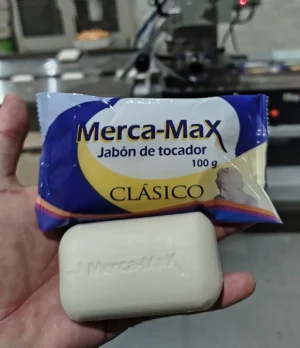 Merca-Max
Jabón de tocador
100 g
CLÁSICO
Merca-Max